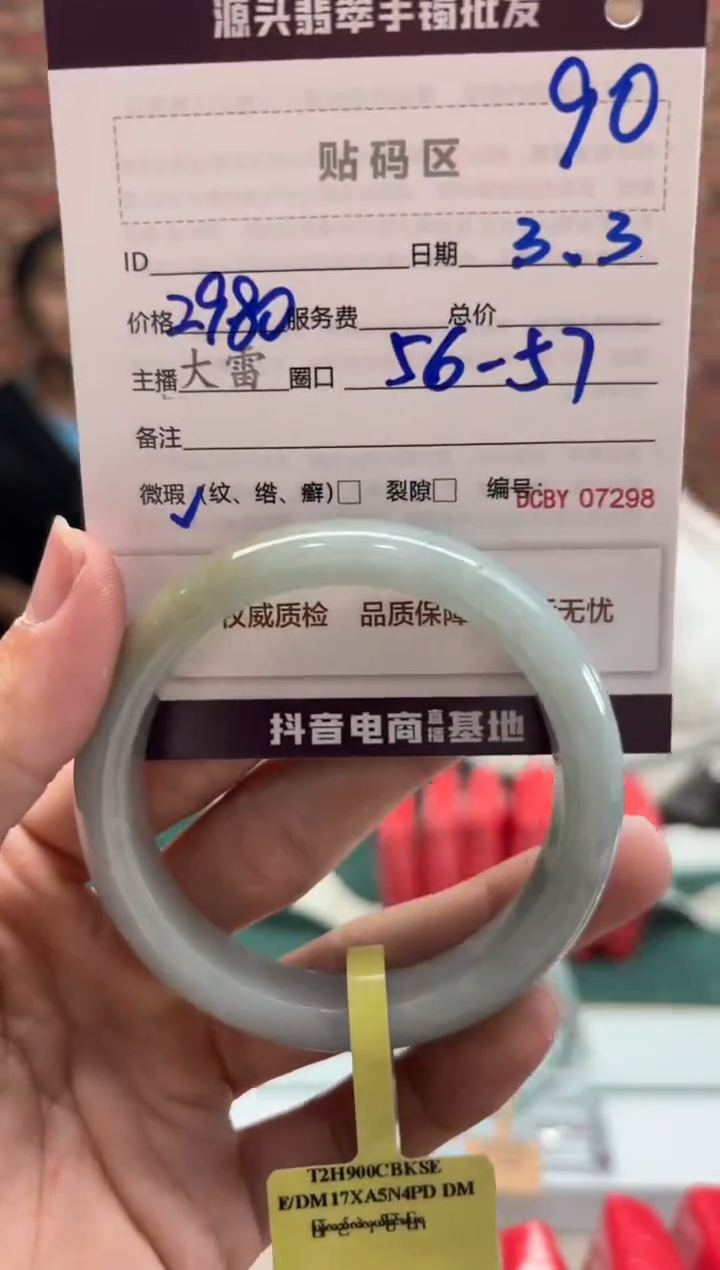 源头翡翠手镯批发
90
贴码区
ID 日期 3.3
价格 2980 服务费 总价
主播 大雷 圈口 56-57
备注
微瑕（纹、绺、癣）□ 裂隙□ 编号：DCBY 07298
权威质检 品质保障 无忧
抖音电商直播基地
T2H900CBKSE
E/DM17XA5N4PD DM